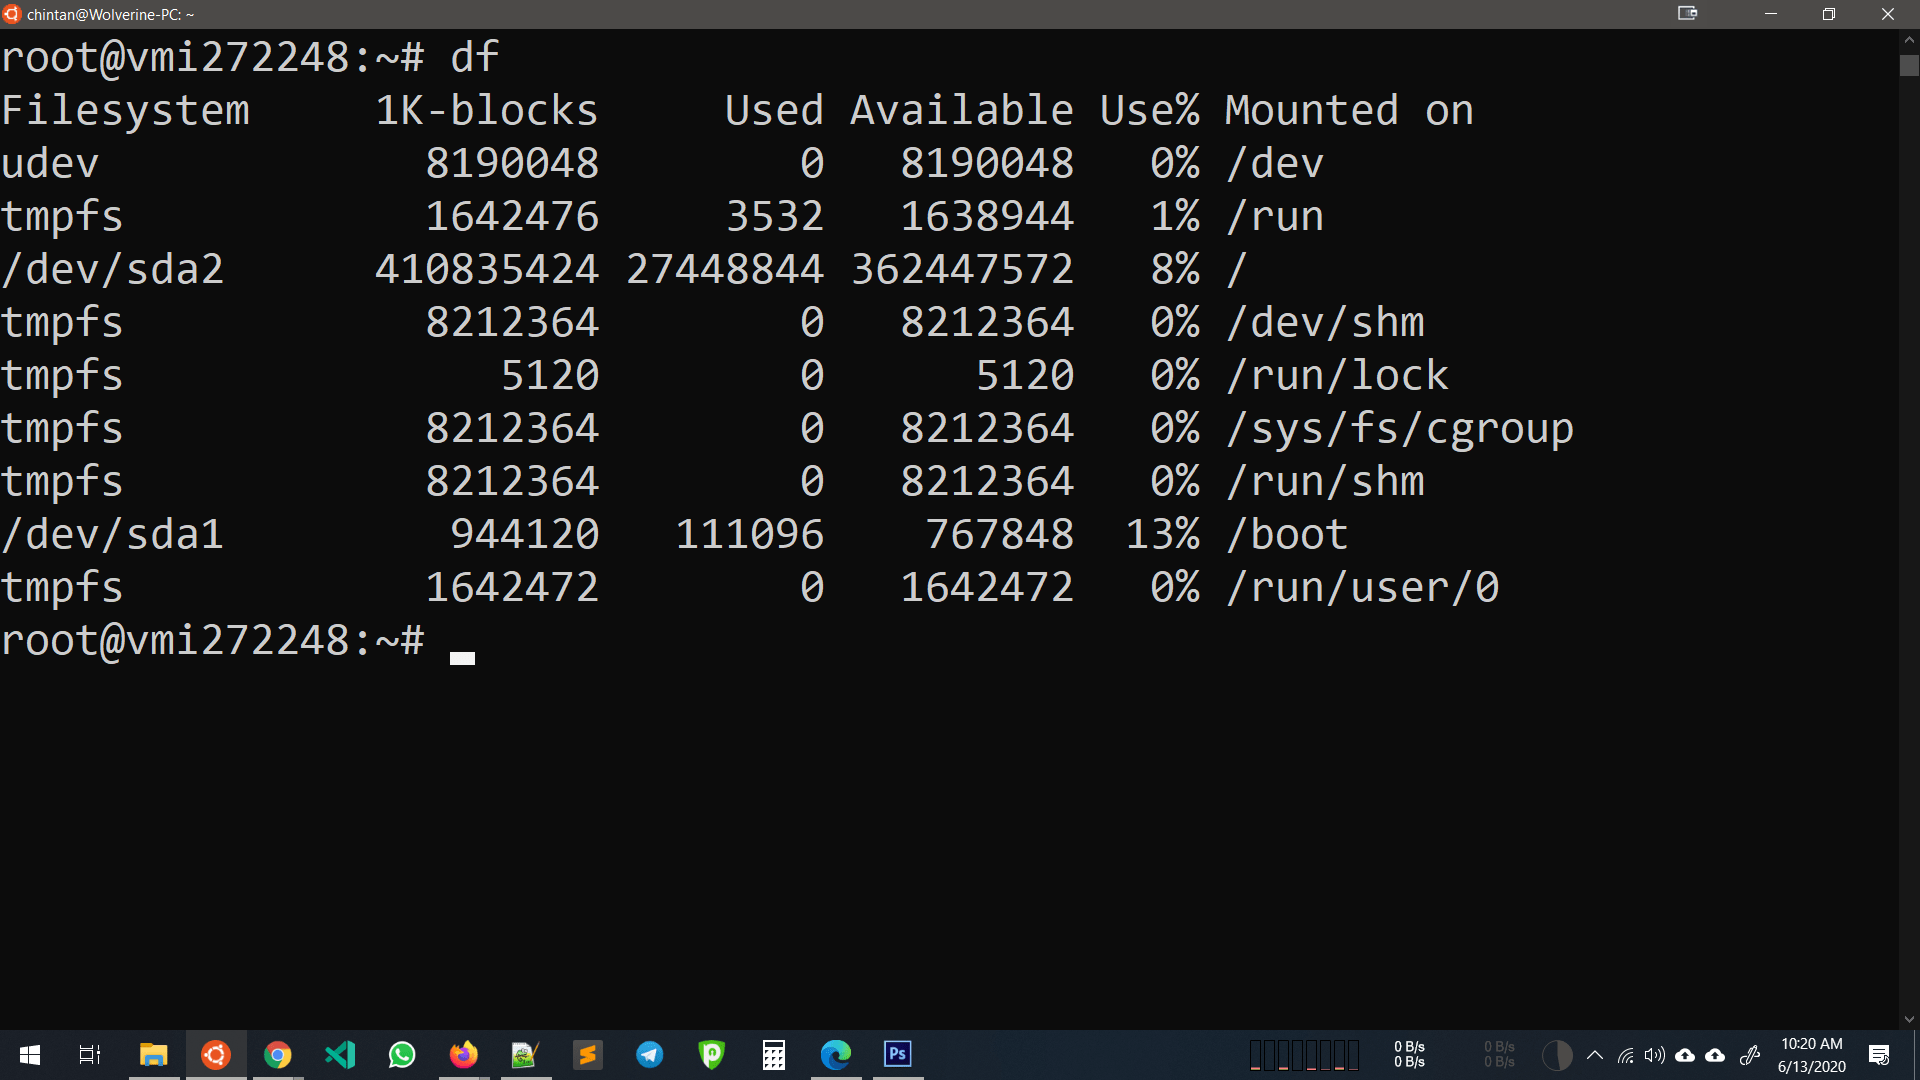 chintan@Wolverine-PC: ~
root@vmi272248:~# df
Filesystem     1K-blocks     Used Available Use% Mounted on
udev             8190048        0   8190048   0% /dev
tmpfs            1642476     3532   1638944   1% /run
/dev/sda2      410835424 27448844 362447572   8% /
tmpfs            8212364        0   8212364   0% /dev/shm
tmpfs               5120        0      5120   0% /run/lock
tmpfs            8212364        0   8212364   0% /sys/fs/cgroup
tmpfs            8212364        0   8212364   0% /run/shm
/dev/sda1         944120   111096    767848  13% /boot
tmpfs            1642472        0   1642472   0% /run/user/0
root@vmi272248:~#
Ps
0 B/s 0 B/s 10:20 AM
0 B/s 0 B/s 6/13/2020